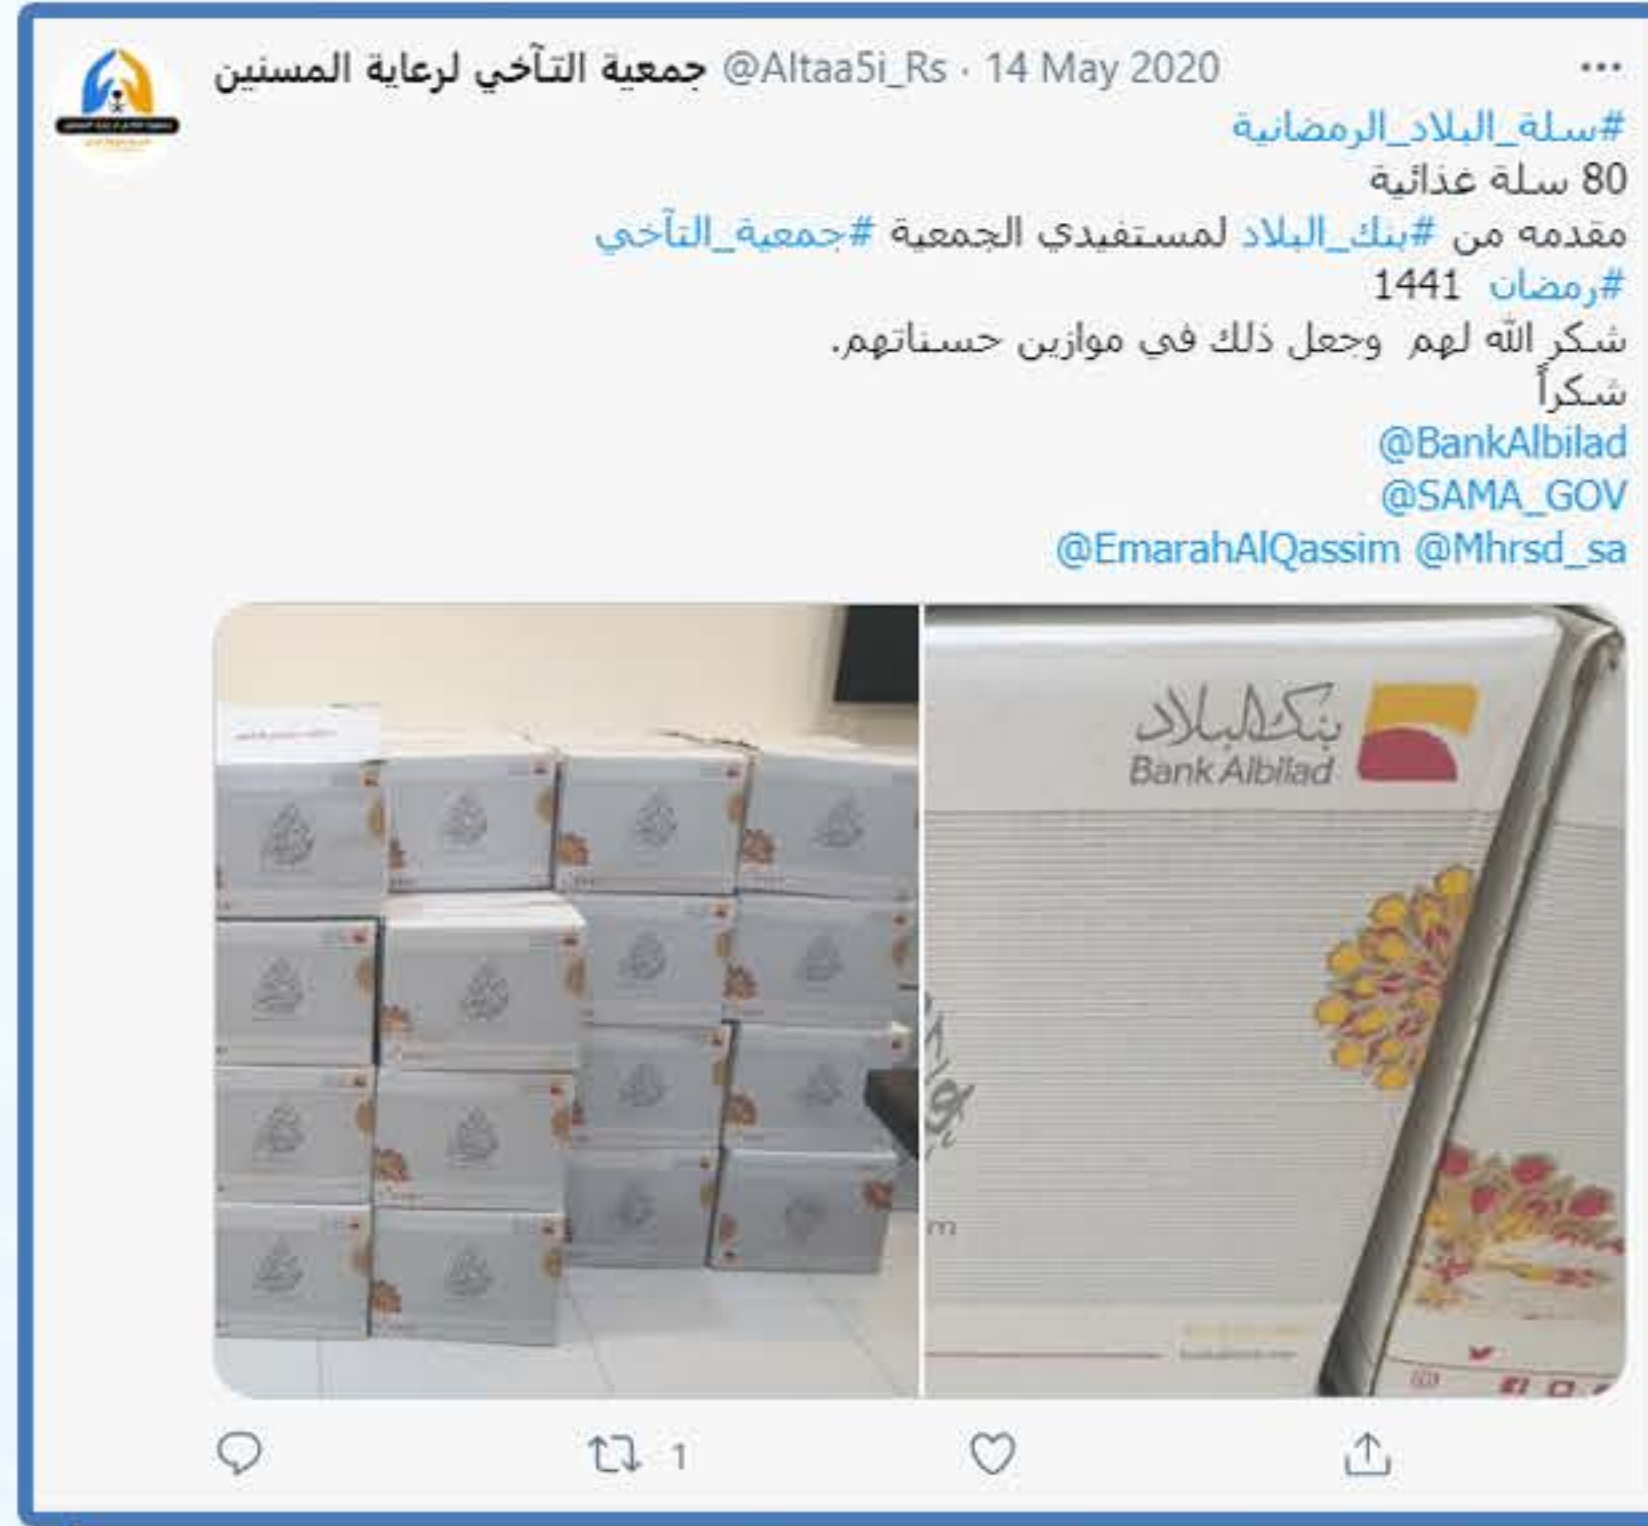 جمعية التآخي لرعاية المسنين @Altaa5i_Rs · 14 May 2020
#سلة_البلاد_الرمضانية
80 سلة غذائية
مقدمه من #بنك_البلاد لمستفيدي الجمعية #جمعية_التآخي
#رمضان 1441
شكر الله لهم وجعل ذلك في موازين حسناتهم.
شكراً
@BankAlbilad
@SAMA_GOV
@EmarahAlQassim @Mhrsd_sa
بنك البلاد
Bank Albilad
m
1